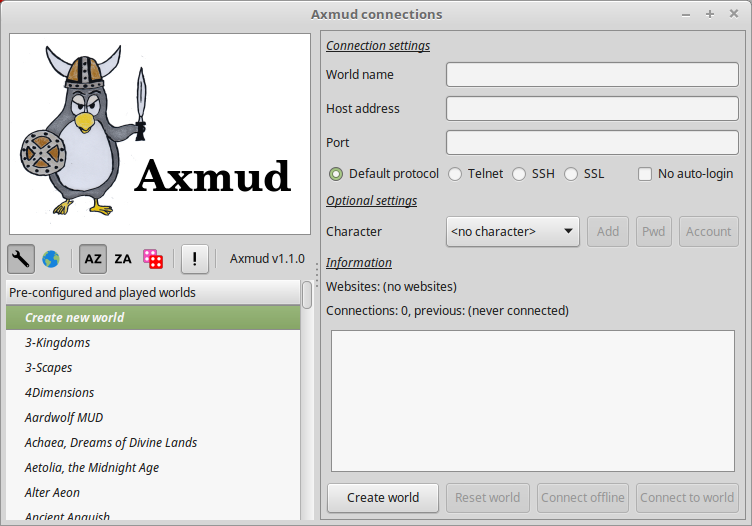 Axmud connections
Axmud
AZ ZA ! Axmud v1.1.0
Pre-configured and played worlds
Create new world
3-Kingdoms
3-Scapes
4Dimensions
Aardwolf MUD
Achaea, Dreams of Divine Lands
Aetolia, the Midnight Age
Alter Aeon
Ancient Anguish
Connection settings
World name
Host address
Port
Default protocol Telnet SSH SSL No auto-login
Optional settings
Character <no character> Add Pwd Account
Information
Websites: (no websites)
Connections: 0, previous: (never connected)
Create world Reset world Connect offline Connect to world